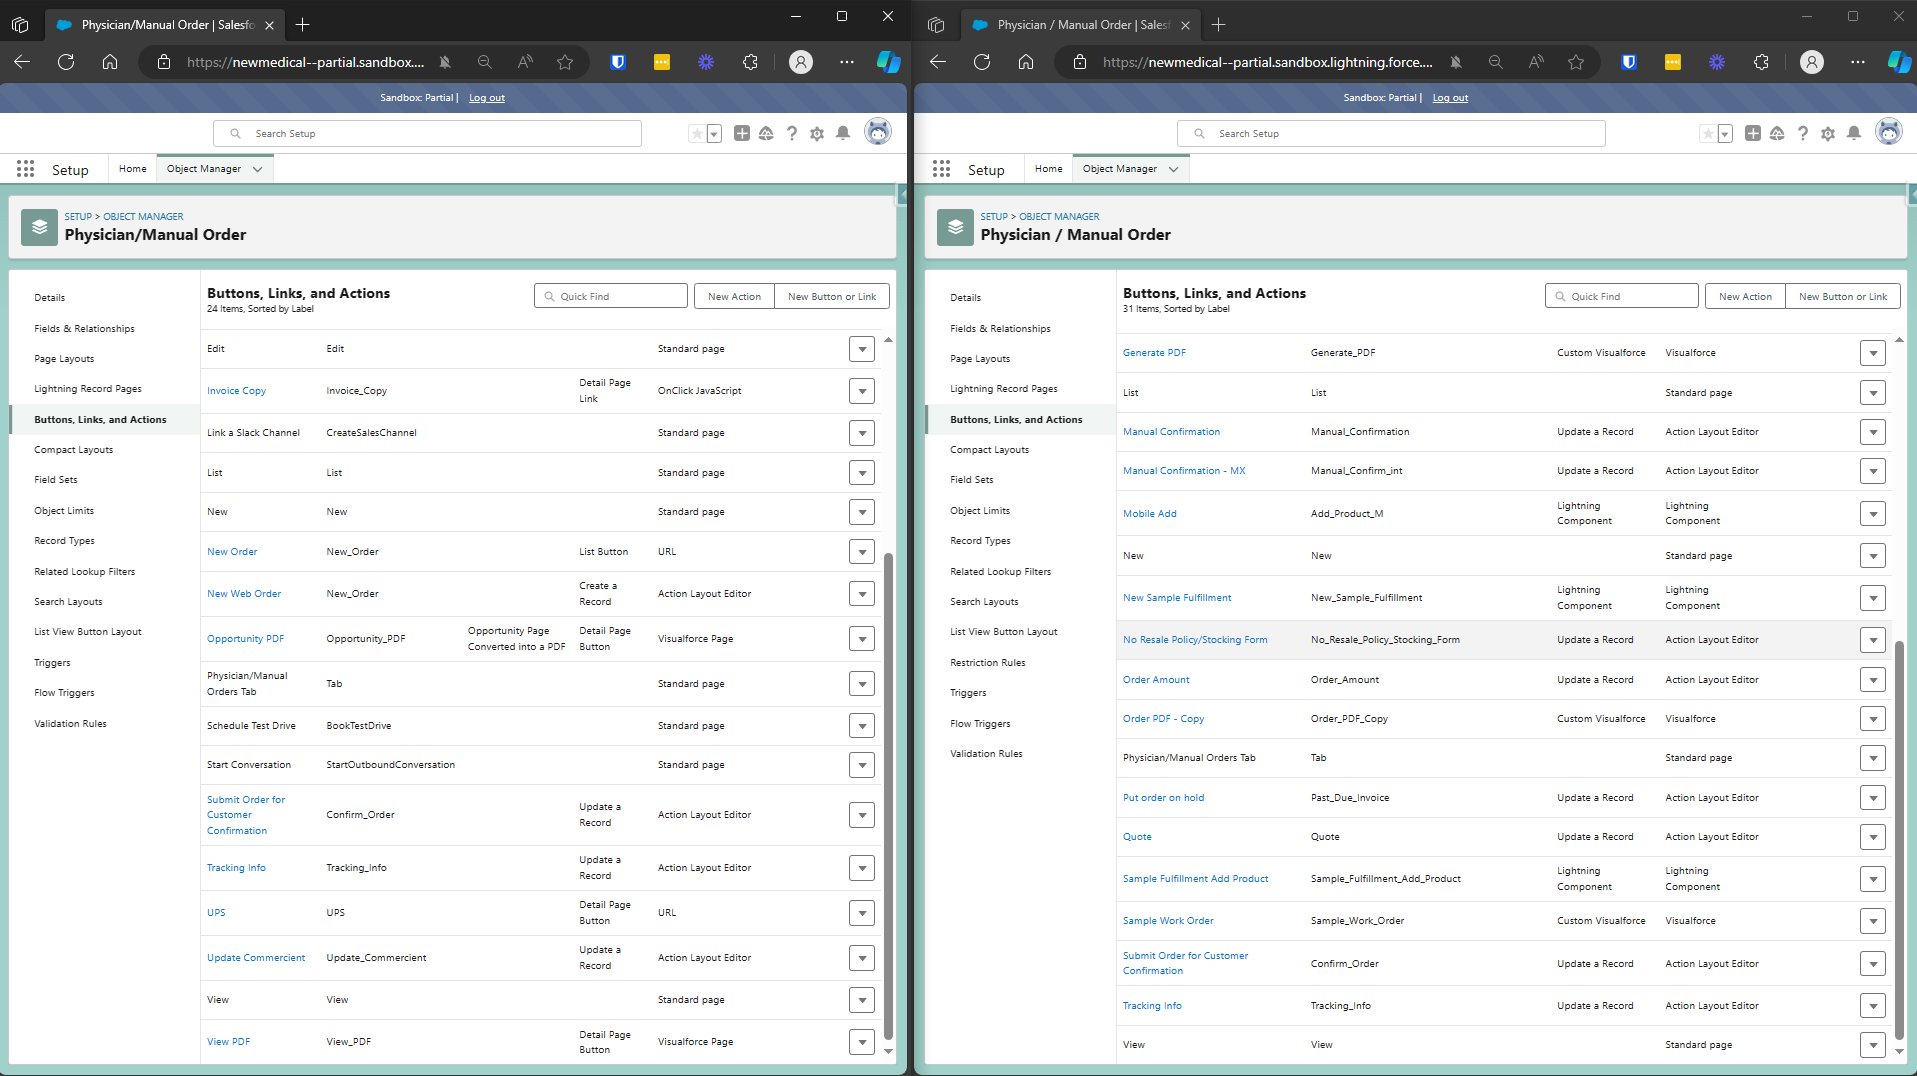 Physician/Manual Order | Salesfo
https://newmedical--partial.sandbox....
Sandbox: Partial |
Log out
Search Setup
Setup
Home
Object Manager
SETUP > OBJECT MANAGER
Physician/Manual Order
Details
Fields & Relationships
Page Layouts
Lightning Record Pages
Buttons, Links, and Actions
Compact Layouts
Field Sets
Object Limits
Record Types
Related Lookup Filters
Search Layouts
List View Button Layout
Triggers
Flow Triggers
Validation Rules
Buttons, Links, and Actions
24 Items, Sorted by Label
Quick Find
New Action
New Button or Link
Edit Edit Standard page
Invoice Copy Invoice_Copy Detail Page Link OnClick JavaScript
Link a Slack Channel CreateSalesChannel Standard page
List List Standard page
New New Standard page
New Order New_Order List Button URL
New Web Order New_Order Create a Record Action Layout Editor
Opportunity PDF Opportunity_PDF Opportunity Page Converted into a PDF Detail Page Button Visualforce Page
Physician/Manual Orders Tab Tab Standard page
Schedule Test Drive BookTestDrive Standard page
Start Conversation StartOutboundConversation Standard page
Submit Order for Customer Confirmation Confirm_Order Update a Record Action Layout Editor
Tracking Info Tracking_Info Update a Record Action Layout Editor
UPS UPS Detail Page Button URL
Update Commercient Update_Commercient Update a Record Action Layout Editor
View View Standard page
View PDF View_PDF Detail Page Button Visualforce Page
Physician / Manual Order | Salesf
https://newmedical--partial.sandbox.lightning.force....
Sandbox: Partial |
Log out
Search Setup
Setup
Home
Object Manager
SETUP > OBJECT MANAGER
Physician / Manual Order
Details
Fields & Relationships
Page Layouts
Lightning Record Pages
Buttons, Links, and Actions
Compact Layouts
Field Sets
Object Limits
Record Types
Related Lookup Filters
Search Layouts
List View Button Layout
Restriction Rules
Triggers
Flow Triggers
Validation Rules
Buttons, Links, and Actions
31 Items, Sorted by Label
Quick Find
New Action
New Button or Link
Generate PDF Generate_PDF Custom Visualforce Visualforce
List List Standard page
Manual Confirmation Manual_Confirmation Update a Record Action Layout Editor
Manual Confirmation - MX Manual_Confirm_int Update a Record Action Layout Editor
Mobile Add Add_Product_M Lightning Component Lightning Component
New New Standard page
New Sample Fulfillment New_Sample_Fulfillment Lightning Component Lightning Component
No Resale Policy/Stocking Form No_Resale_Policy_Stocking_Form Update a Record Action Layout Editor
Order Amount Order_Amount Update a Record Action Layout Editor
Order PDF - Copy Order_PDF_Copy Custom Visualforce Visualforce
Physician/Manual Orders Tab Tab Standard page
Put order on hold Past_Due_Invoice Update a Record Action Layout Editor
Quote Quote Update a Record Action Layout Editor
Sample Fulfillment Add Product Sample_Fulfillment_Add_Product Lightning Component Lightning Component
Sample Work Order Sample_Work_Order Custom Visualforce Visualforce
Submit Order for Customer Confirmation Confirm_Order Update a Record Action Layout Editor
Tracking Info Tracking_Info Update a Record Action Layout Editor
View View Standard page